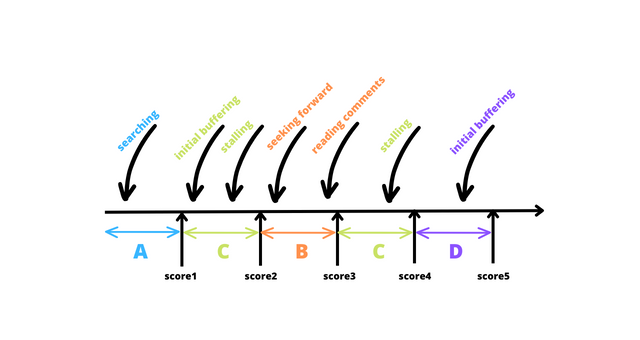 searching
initial buffering
stalling
seeking forward
reading comments
stalling
initial buffering
A
C
B
C
D
score1
score2
score3
score4
score5